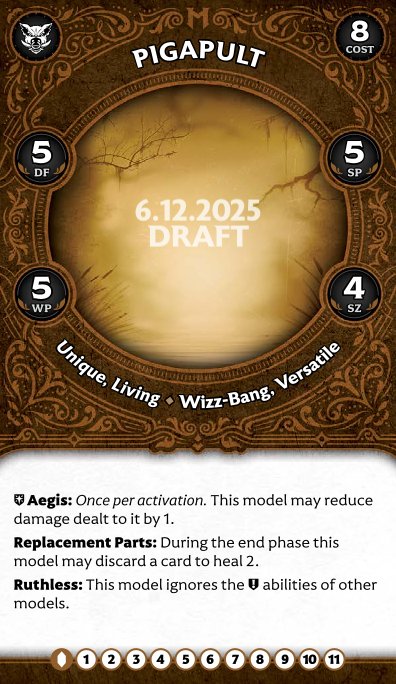 PIGAPULT
8
COST
5
DF
5
SP
6.12.2025
DRAFT
5
WP
4
SZ
Unique, Living ◆ Wizz-Bang, Versatile
Aegis: Once per activation. This model may reduce
damage dealt to it by 1.
Replacement Parts: During the end phase this
model may discard a card to heal 2.
Ruthless: This model ignores the abilities of other
models.
1 2 3 4 5 6 7 8 9 10 11